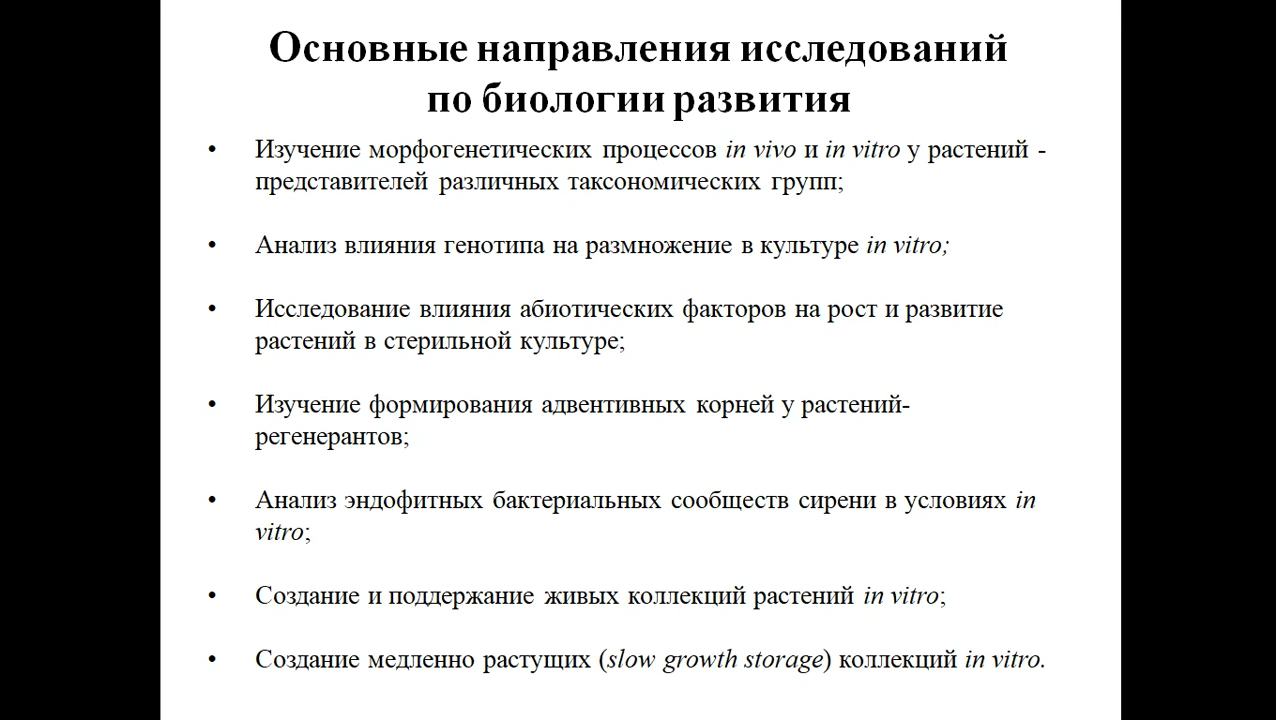 Основные направления исследований
по биологии развития
• Изучение морфогенетических процессов in vivo и in vitro у растений -
представителей различных таксономических групп;
• Анализ влияния генотипа на размножение в культуре in vitro;
• Исследование влияния абиотических факторов на рост и развитие
растений в стерильной культуре;
• Изучение формирования адвентивных корней у растений-
регенерантов;
• Анализ эндофитных бактериальных сообществ сирени в условиях in
vitro;
• Создание и поддержание живых коллекций растений in vitro;
• Создание медленно растущих (slow growth storage) коллекций in vitro.